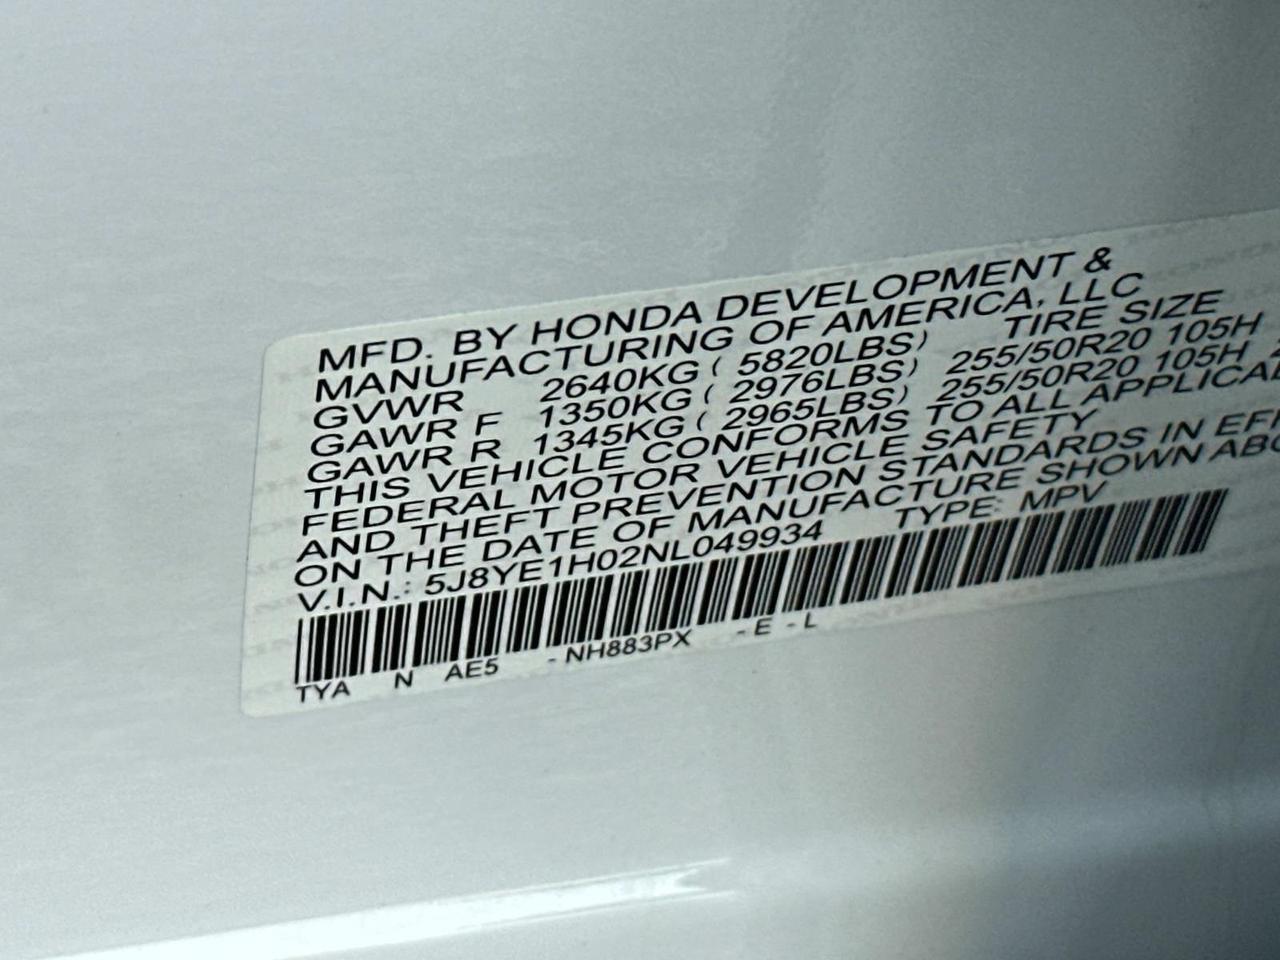 MFD. BY HONDA DEVELOPMENT &
MANUFACTURING OF AMERICA, LLC
GVWR 2640KG ( 5820LBS) TIRE SIZE
GAWR F 1350KG ( 2976LBS) 255/50R20 105H
GAWR R 1345KG ( 2965LBS) 255/50R20 105H
THIS VEHICLE CONFORMS TO ALL
FEDERAL MOTOR VEHICLE SAFETY
AND THEFT PREVENTION STANDARDS IN
ON THE DATE OF MANUFACTURE SHOWN
V.I.N.: 5J8YE1H02NL049934 TYPE: MPV
TYA N AE5 - NH883PX - E - L